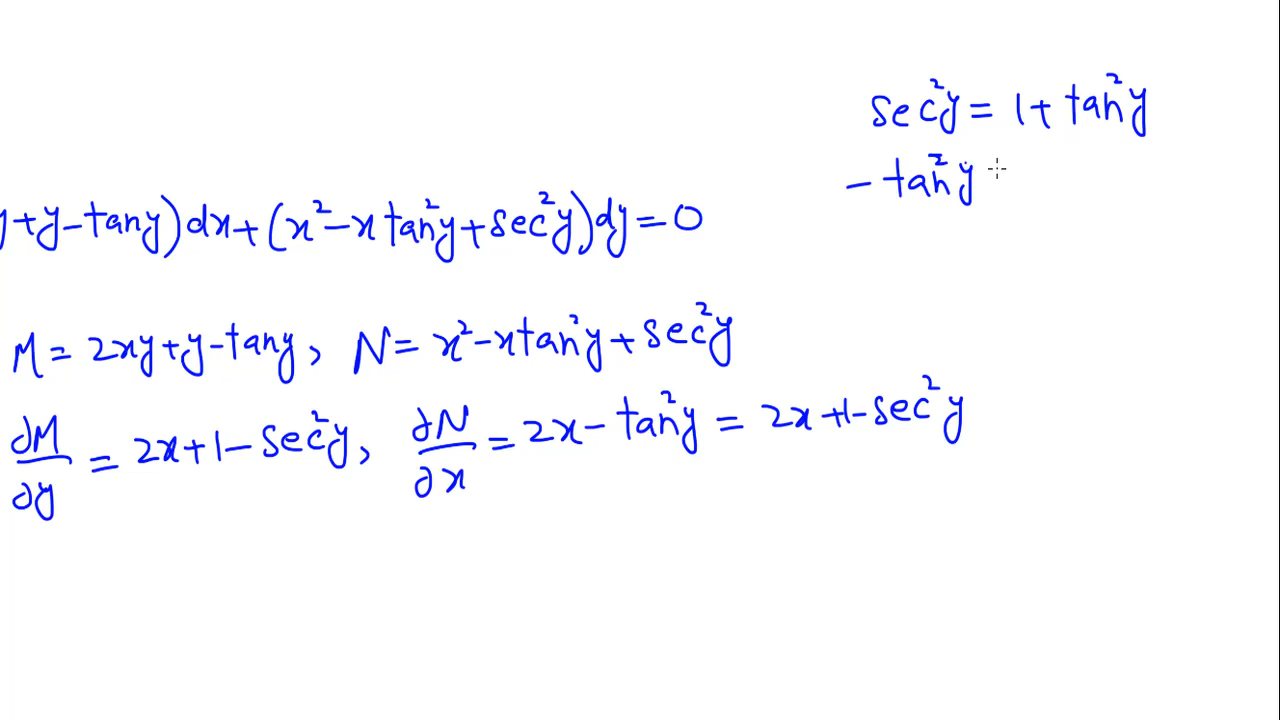 sec²y = 1 + tan²y
- tan²y
y+y-tany)dx+(x²-x tan²y+sec²y)dy=0
M = 2xy+y-tany, N = x²-xtan²y+sec²y
∂M/∂y = 2x+1-sec²y, ∂N/∂x = 2x-tan²y = 2x+1-sec²y